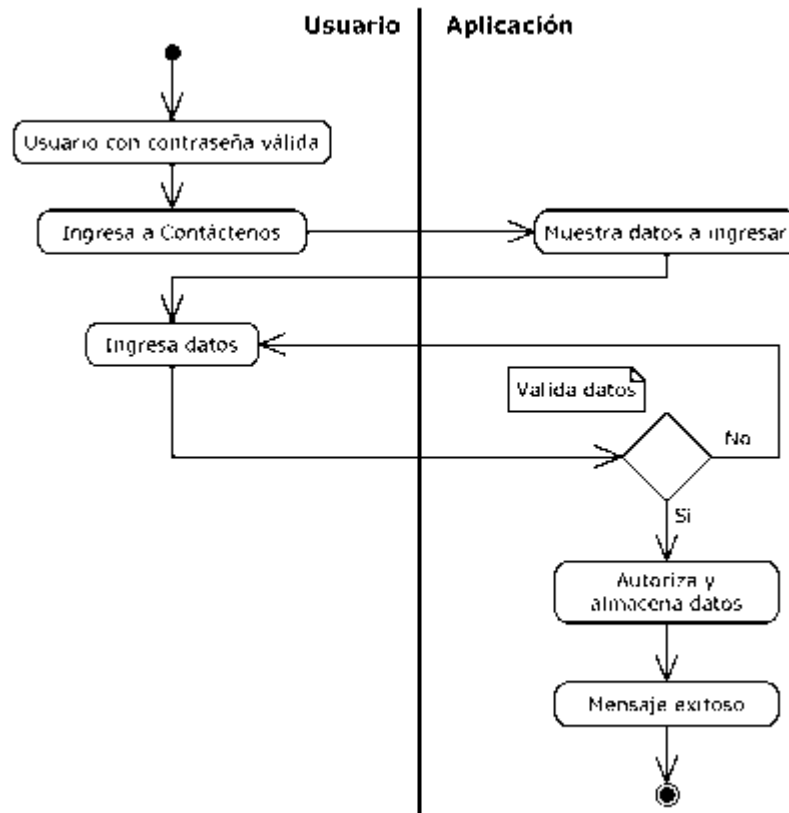 Usuario
Aplicación
Usuario con contraseña válida
Ingresa a Contáctenos
Muestra datos a ingresar
Ingresa datos
Valida datos
No
Si
Autoriza y
almacena datos
Mensaje exitoso